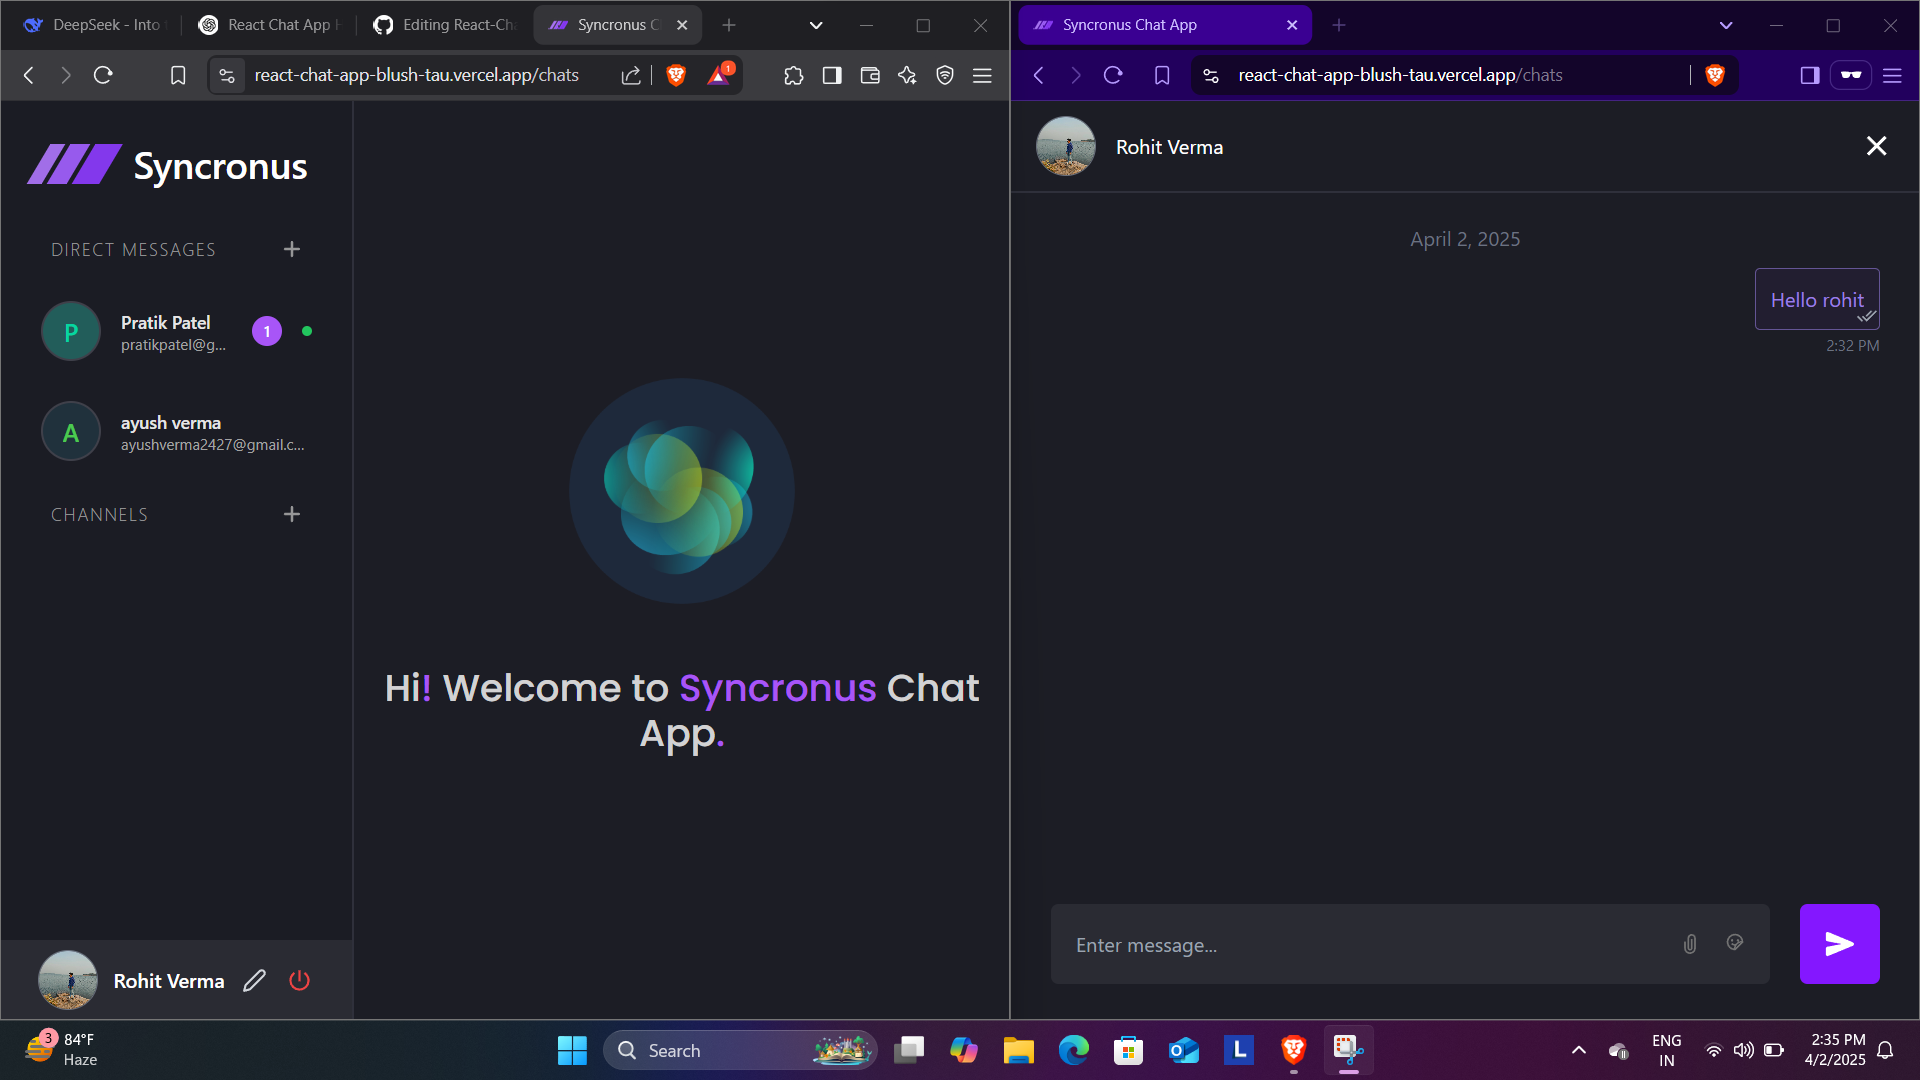 DeepSeek - Into
React Chat App
Editing React-Ch
Syncronus C
react-chat-app-blush-tau.vercel.app/chats
1
Syncronus
DIRECT MESSAGES
P
Pratik Patel
pratikpatel@g...
1
A
ayush verma
ayushverma2427@gmail.c...
CHANNELS
Rohit Verma
Hi! Welcome to Syncronus Chat
App.
Syncronus Chat App
react-chat-app-blush-tau.vercel.app/chats
Rohit Verma
April 2, 2025
Hello rohit
2:32 PM
Enter message...
3
84°F
Haze
Search
L
ENG
IN
2:35 PM
4/2/2025